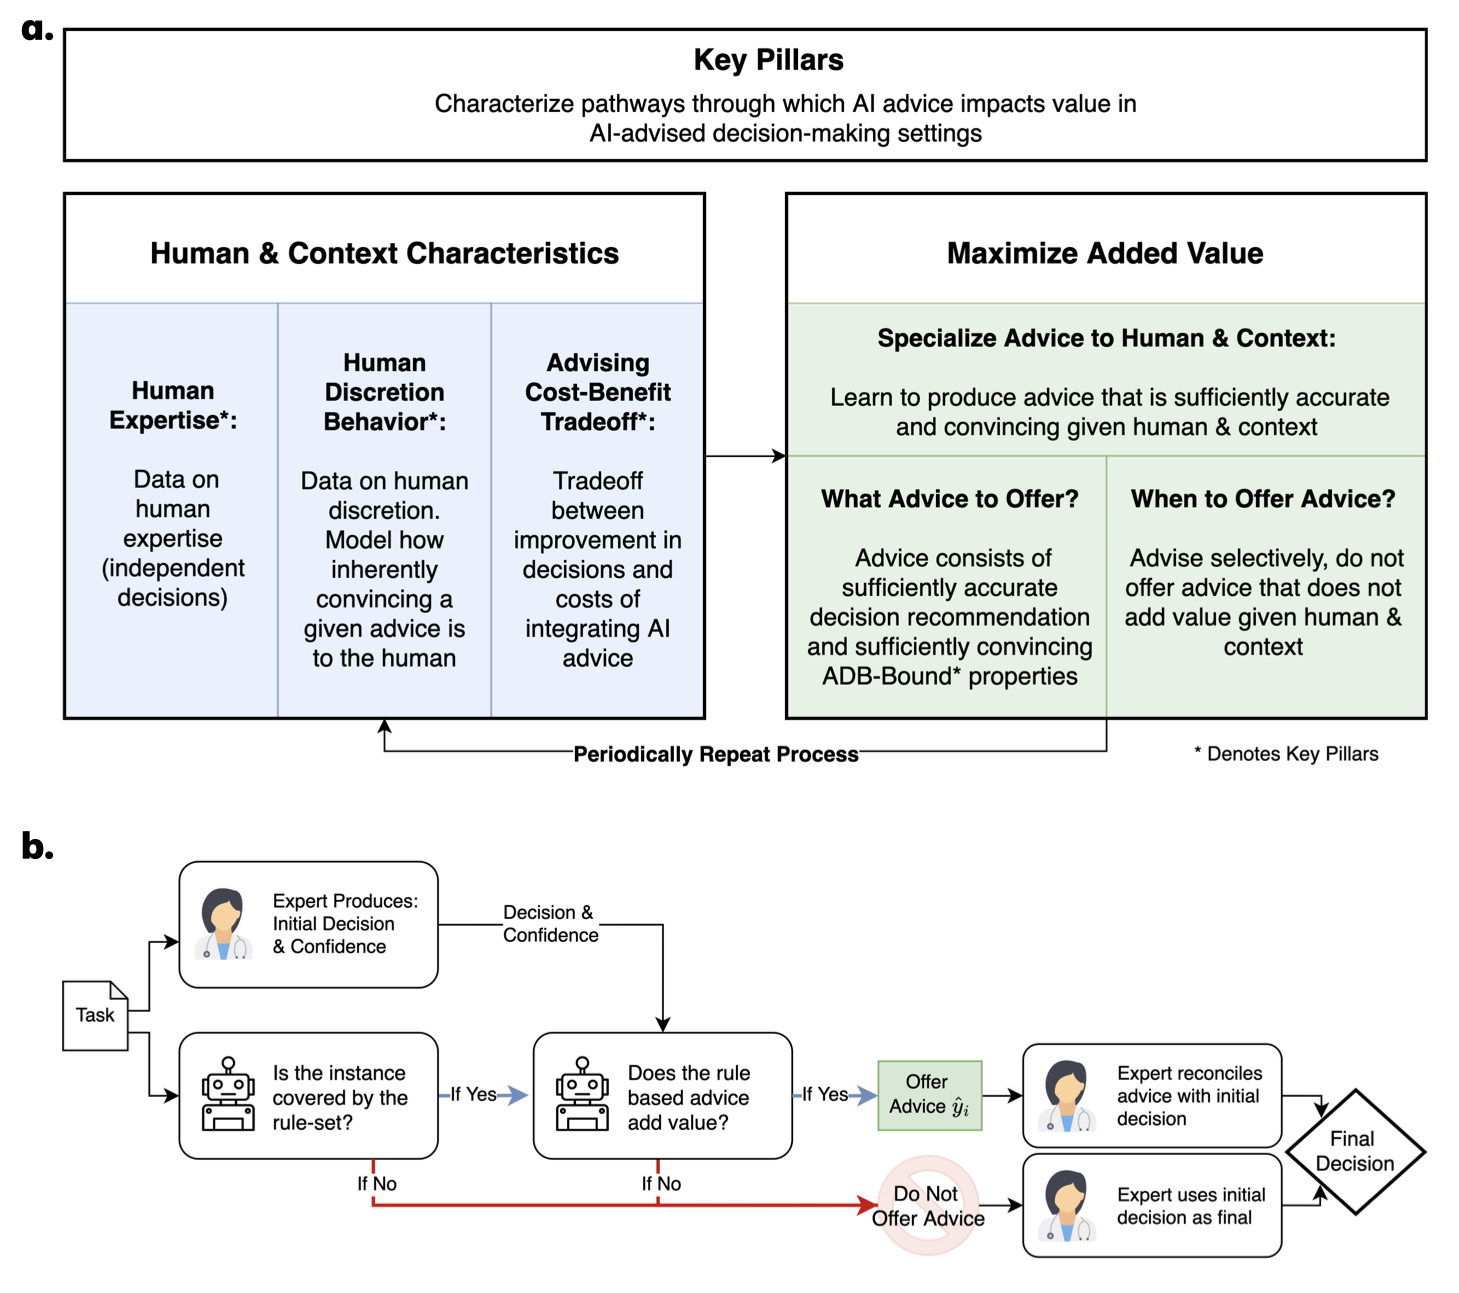 a.
Key Pillars
Characterize pathways through which AI advice impacts value in
AI-advised decision-making settings
Human & Context Characteristics
Human
Expertise*:
Data on
human
expertise
(independent
decisions)
Human
Discretion
Behavior*:
Data on human
discretion.
Model how
inherently
convincing a
given advice is
to the human
Advising
Cost-Benefit
Tradeoff*:
Tradeoff
between
improvement in
decisions and
costs of
integrating AI
advice
Maximize Added Value
Specialize Advice to Human & Context:
Learn to produce advice that is sufficiently accurate
and convincing given human & context
What Advice to Offer?
Advice consists of
sufficiently accurate
decision recommendation
and sufficiently convincing
ADB-Bound* properties
When to Offer Advice?
Advise selectively, do not
offer advice that does not
add value given human &
context
Periodically Repeat Process
* Denotes Key Pillars
b.
Task
Expert Produces:
Initial Decision
& Confidence
Decision &
Confidence
Is the instance
covered by the
rule-set?
If Yes
Does the rule
based advice
add value?
If Yes
Offer
Advice ŷᵢ
Expert reconciles
advice with initial
decision
If No
If No
Do Not
Offer Advice
Expert uses initial
decision as final
Final
Decision